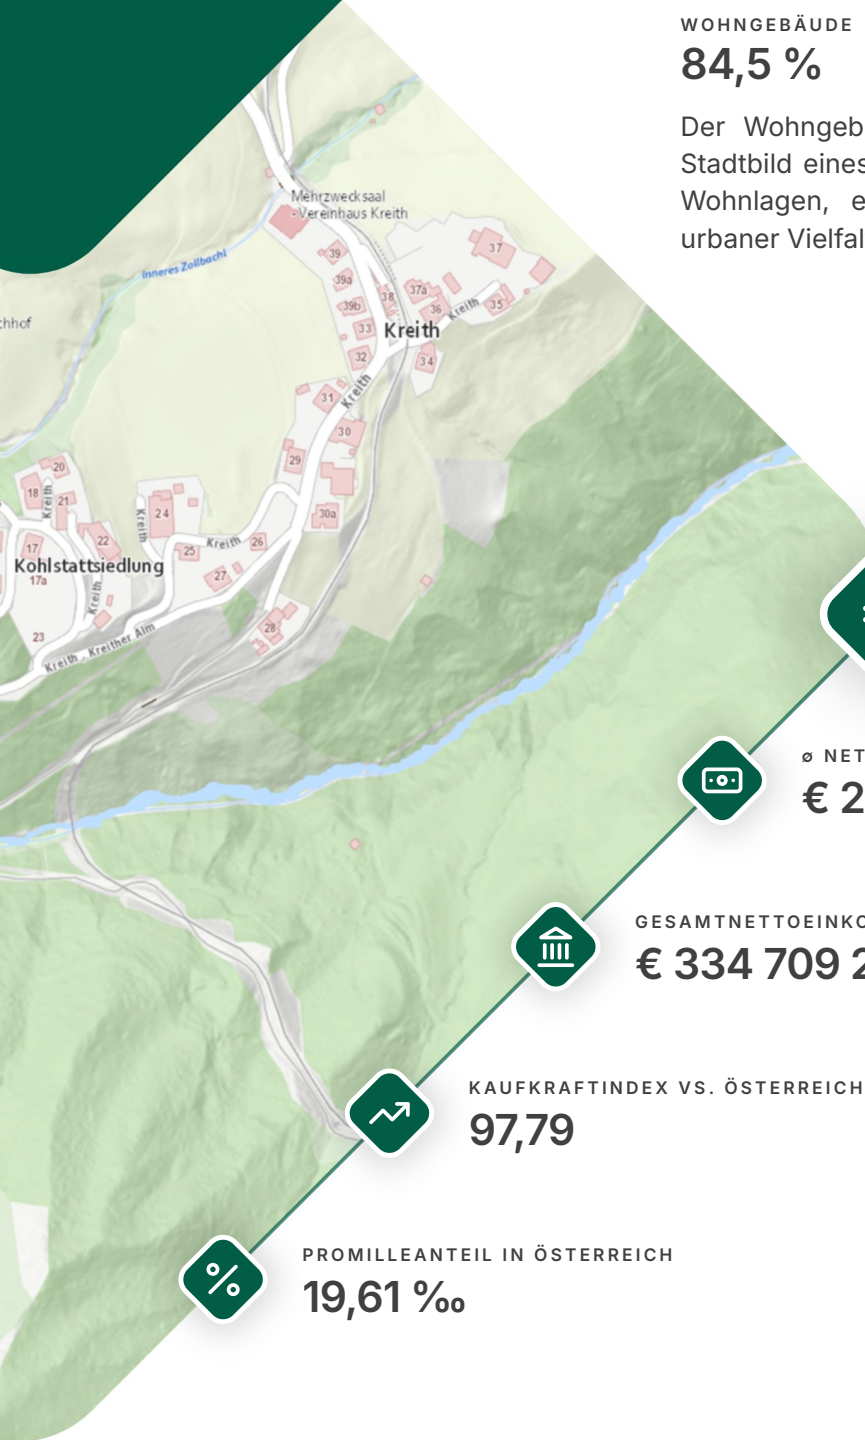 WOHNGEBÄUDE
84,5 %
Der Wohngeb
Stadtbild eines
Wohnlagen, e
urbaner Vielfal
Mehrzwecksaal
-Vereinhaus Kreith
Inneres Zollbachl
chhof
39
37
39a
37a
38
39b
36
Kreith
35
33
Kreith
32
34
Kreith
31
30
29
20
18
Kreith
21
24
Kreith
30a
22
17
25
Kreith
26
Kohlstattsiedlung
17a
27
Kreith
23
28
Kreith , Kreither Alm
ø NET
€ 2
GESAMTNETTOEINKO
€ 334 709 2
KAUFKRAFTINDEX VS. ÖSTERREICH
97,79
PROMILLEANTEIL IN ÖSTERREICH
19,61 ‰